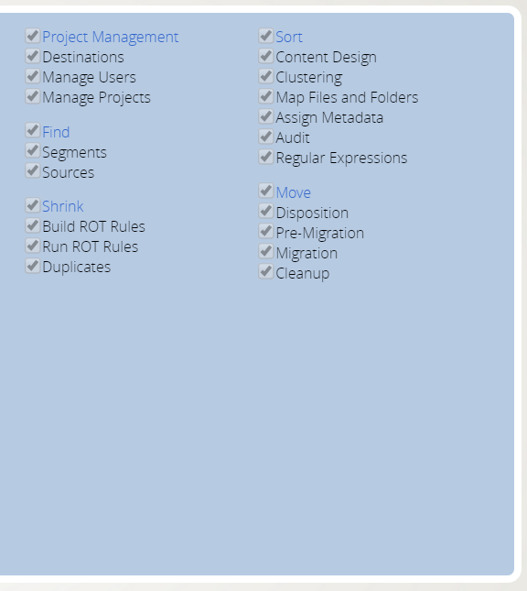 Project Management
Destinations
Manage Users
Manage Projects
Find
Segments
Sources
Shrink
Build ROT Rules
Run ROT Rules
Duplicates
Sort
Content Design
Clustering
Map Files and Folders
Assign Metadata
Audit
Regular Expressions
Move
Disposition
Pre-Migration
Migration
Cleanup